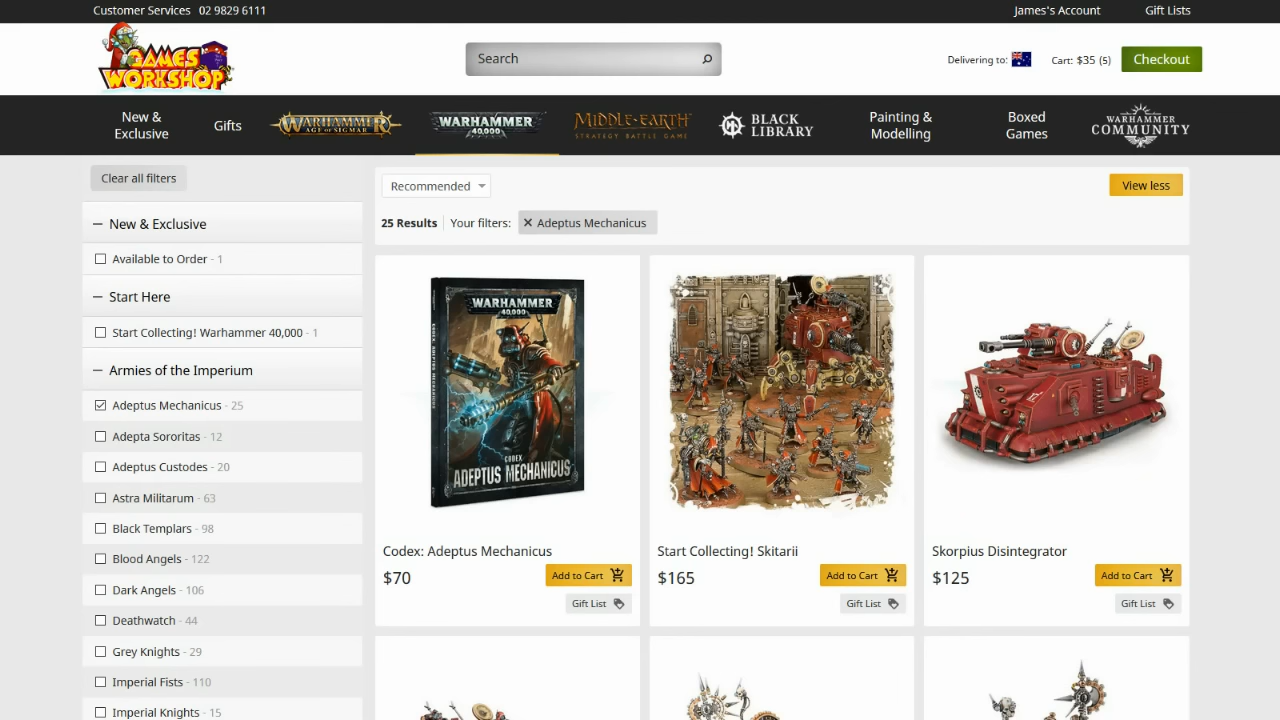 Customer Services 02 9829 6111
James's Account
Gift Lists
GAMES
WORKSHOP
Search
Delivering to:
Cart: $35 (5)
Checkout
New &
Exclusive
Gifts
WARHAMMER
AGE OF SIGMAR
WARHAMMER
40,000
MIDDLE-EARTH
STRATEGY BATTLE GAME
BLACK
LIBRARY
Painting &
Modelling
Boxed
Games
WARHAMMER
COMMUNITY
Clear all filters
Recommended
View less
25 Results
Your filters:
Adeptus Mechanicus
New & Exclusive
Available to Order - 1
Start Here
Start Collecting! Warhammer 40,000 - 1
Armies of the Imperium
Adeptus Mechanicus - 25
Adepta Sororitas - 12
Adeptus Custodes - 20
Astra Militarum - 63
Black Templars - 98
Blood Angels - 122
Dark Angels - 106
Deathwatch - 44
Grey Knights - 29
Imperial Fists - 110
Imperial Knights - 15
WARHAMMER
40,000
CODEX
ADEPTUS MECHANICUS
Codex: Adeptus Mechanicus
$70
Add to Cart
Gift List
Start Collecting! Skitarii
$165
Add to Cart
Gift List
Skorpius Disintegrator
$125
Add to Cart
Gift List